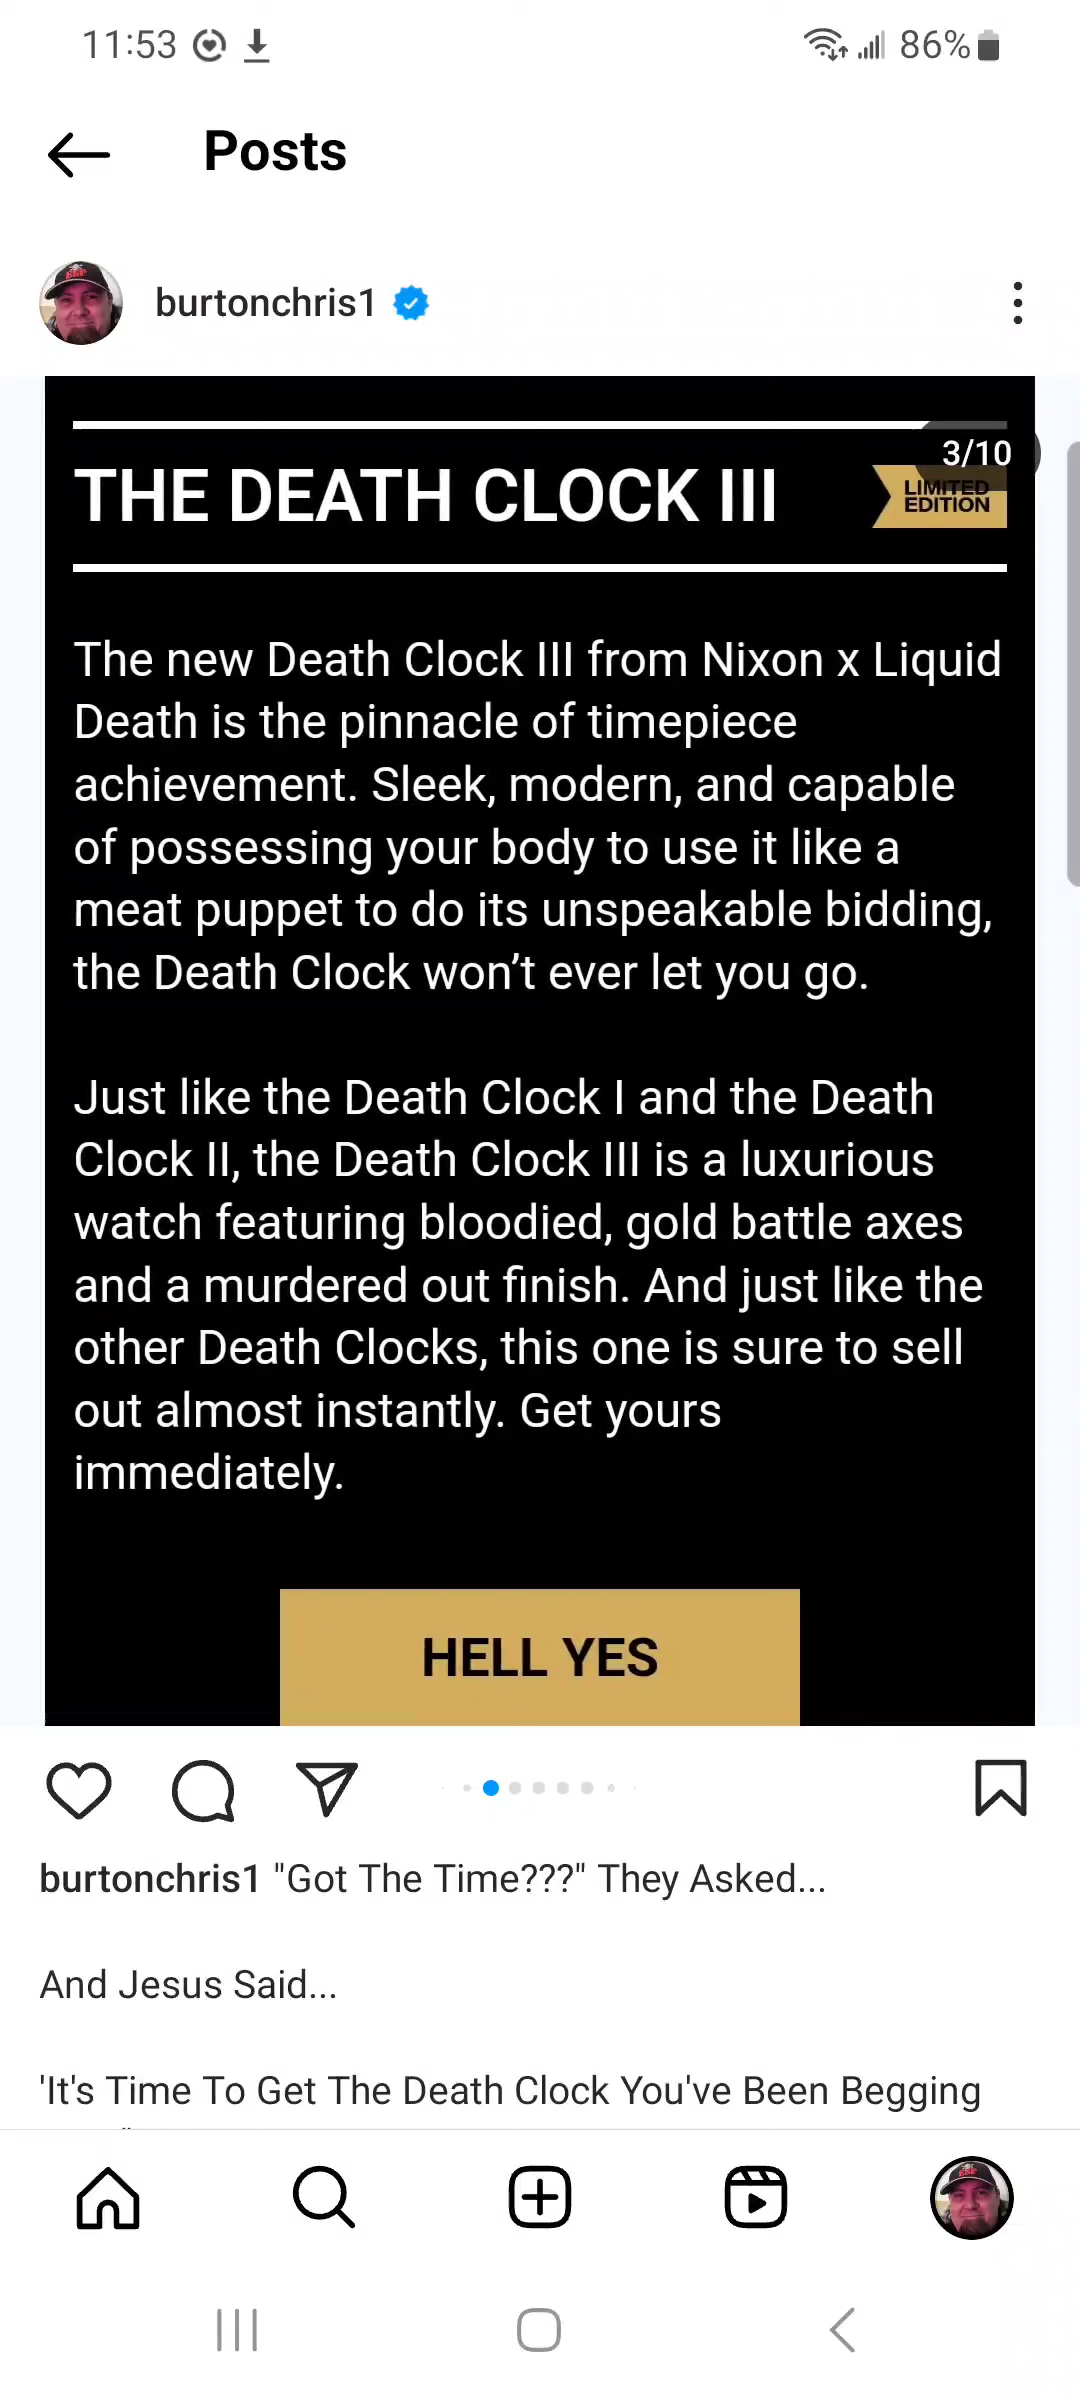 11:53
86%
Posts
burtonchris1
3/10
THE DEATH CLOCK III
LIMITED
EDITION
The new Death Clock III from Nixon x Liquid
Death is the pinnacle of timepiece
achievement. Sleek, modern, and capable
of possessing your body to use it like a
meat puppet to do its unspeakable bidding,
the Death Clock won’t ever let you go.
Just like the Death Clock I and the Death
Clock II, the Death Clock III is a luxurious
watch featuring bloodied, gold battle axes
and a murdered out finish. And just like the
other Death Clocks, this one is sure to sell
out almost instantly. Get yours
immediately.
HELL YES
burtonchris1 "Got The Time???" They Asked...
And Jesus Said...
'It's Time To Get The Death Clock You've Been Begging